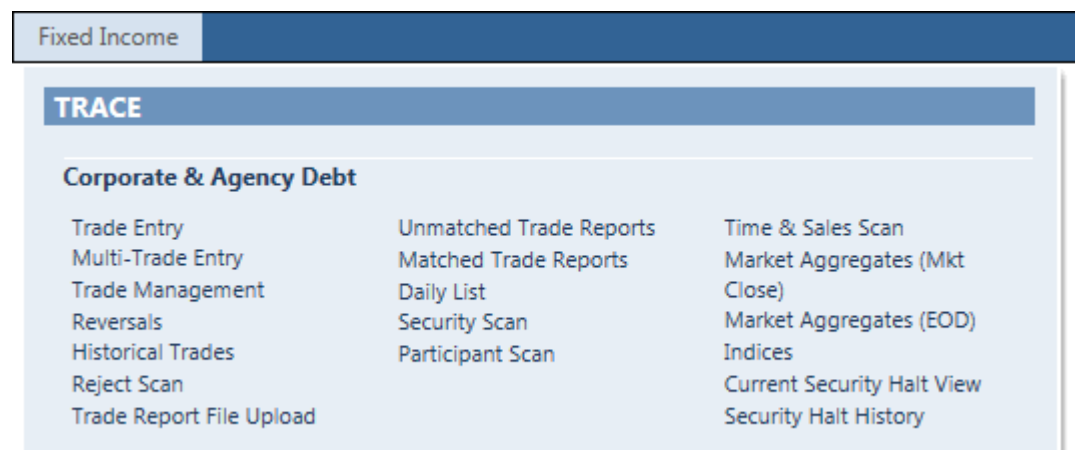 Fixed Income
TRACE
Corporate & Agency Debt
Trade Entry
Multi-Trade Entry
Trade Management
Reversals
Historical Trades
Reject Scan
Trade Report File Upload
Unmatched Trade Reports
Matched Trade Reports
Daily List
Security Scan
Participant Scan
Time & Sales Scan
Market Aggregates (Mkt
Close)
Market Aggregates (EOD)
Indices
Current Security Halt View
Security Halt History